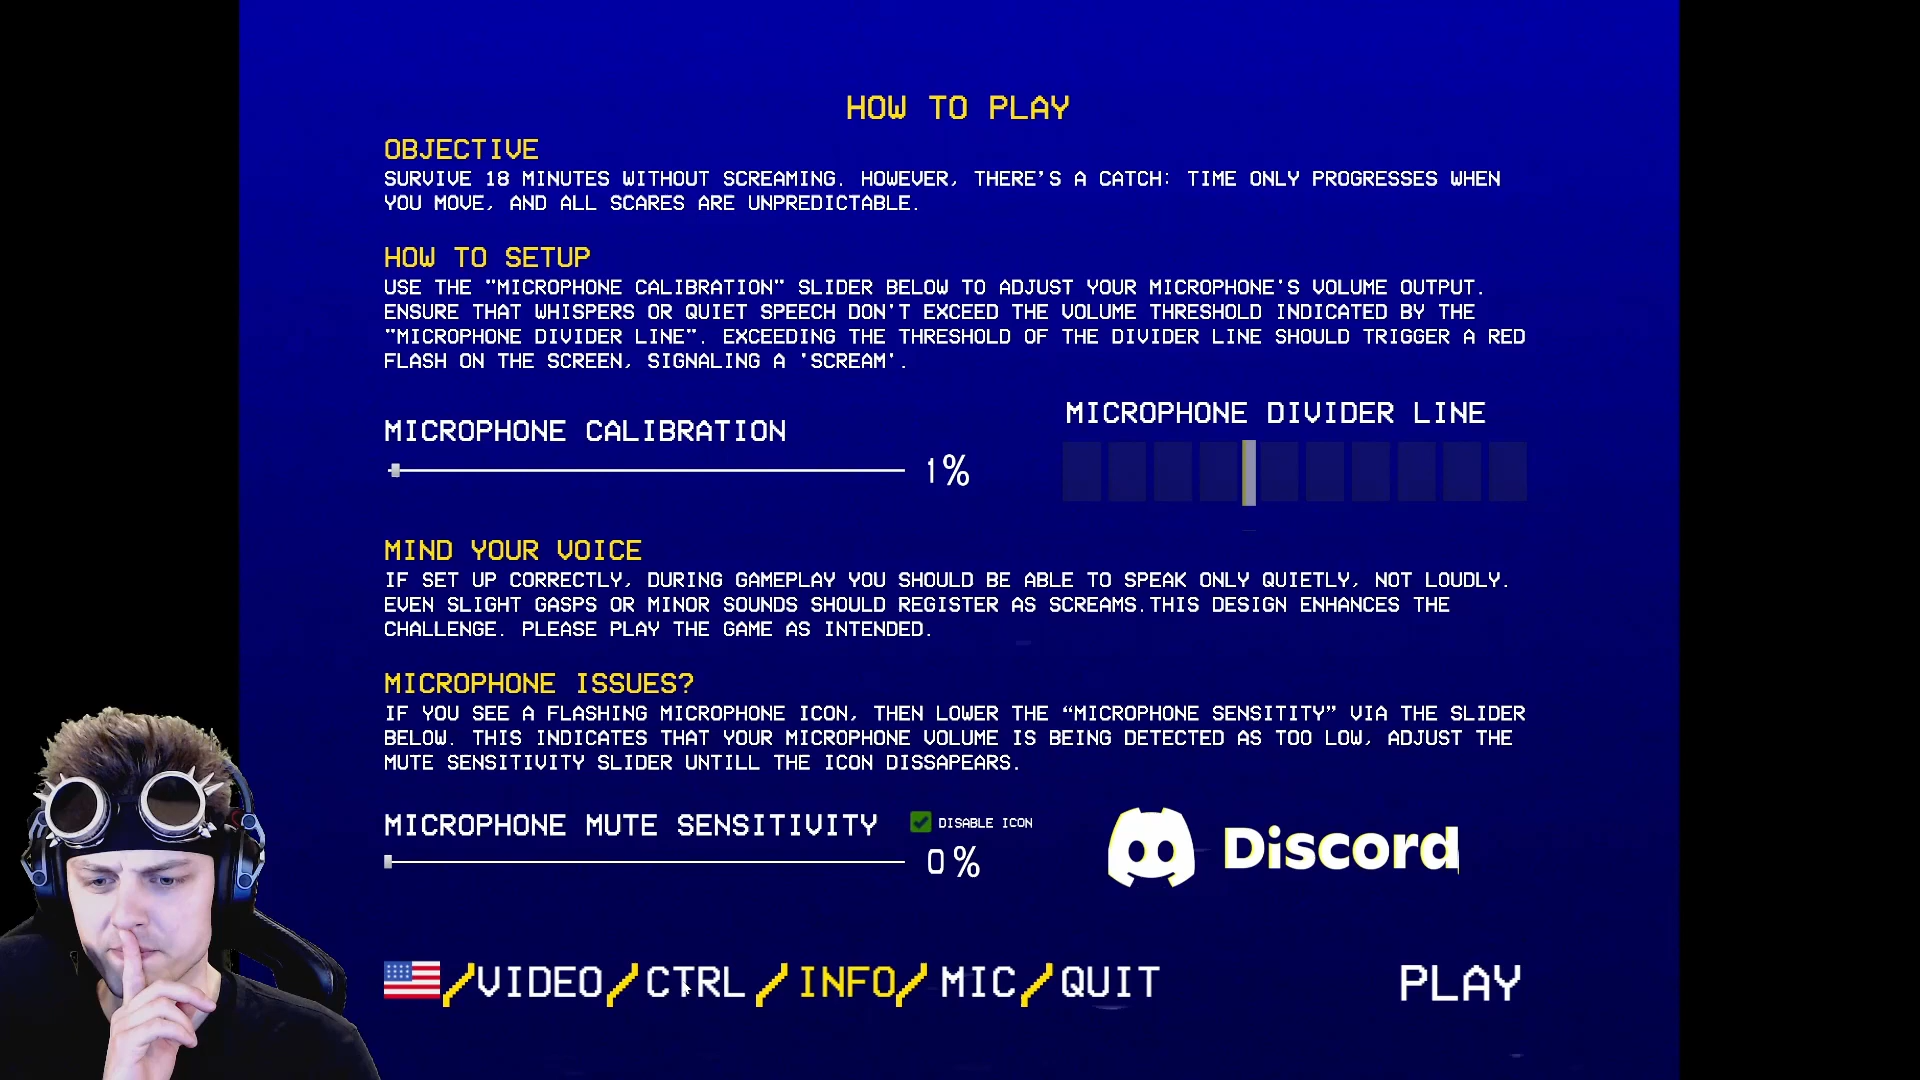 HOW TO PLAY
OBJECTIVE
SURVIVE 18 MINUTES WITHOUT SCREAMING. HOWEVER, THERE'S A CATCH: TIME ONLY PROGRESSES WHEN
YOU MOVE, AND ALL SCARES ARE UNPREDICTABLE.
HOW TO SETUP
USE THE "MICROPHONE CALIBRATION" SLIDER BELOW TO ADJUST YOUR MICROPHONE'S VOLUME OUTPUT.
ENSURE THAT WHISPERS OR QUIET SPEECH DON'T EXCEED THE VOLUME THRESHOLD INDICATED BY THE
"MICROPHONE DIVIDER LINE". EXCEEDING THE THRESHOLD OF THE DIVIDER LINE SHOULD TRIGGER A RED
FLASH ON THE SCREEN, SIGNALING A 'SCREAM'.
MICROPHONE CALIBRATION
1%
MICROPHONE DIVIDER LINE
MIND YOUR VOICE
IF SET UP CORRECTLY, DURING GAMEPLAY YOU SHOULD BE ABLE TO SPEAK ONLY QUIETLY, NOT LOUDLY.
EVEN SLIGHT GASPS OR MINOR SOUNDS SHOULD REGISTER AS SCREAMS.THIS DESIGN ENHANCES THE
CHALLENGE. PLEASE PLAY THE GAME AS INTENDED.
MICROPHONE ISSUES?
IF YOU SEE A FLASHING MICROPHONE ICON, THEN LOWER THE “MICROPHONE SENSITITY” VIA THE SLIDER
BELOW. THIS INDICATES THAT YOUR MICROPHONE VOLUME IS BEING DETECTED AS TOO LOW, ADJUST THE
MUTE SENSITIVITY SLIDER UNTILL THE ICON DISSAPEARS.
MICROPHONE MUTE SENSITIVITY
DISABLE ICON
0%
Discord
/VIDEO/CTRL/INFO/MIC/QUIT
PLAY